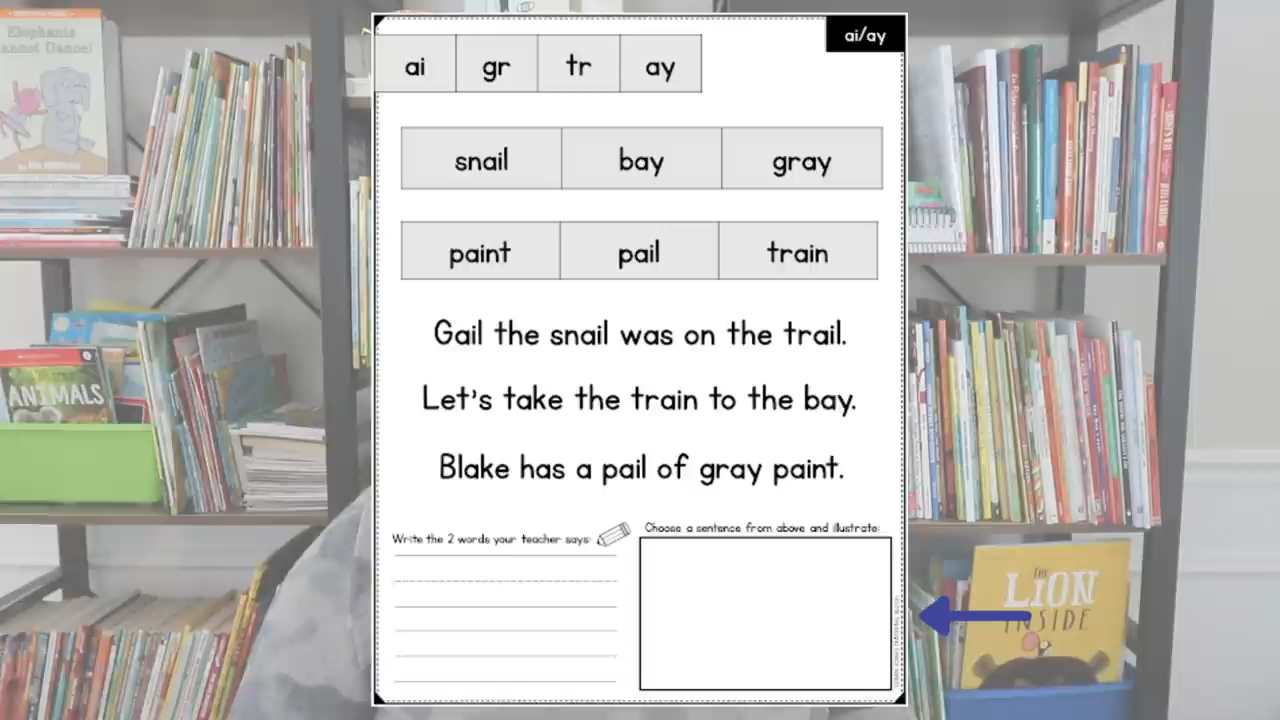 ai/ay
ai gr tr ay
snail bay gray
paint pail train
Gail the snail was on the trail.
Let's take the train to the bay.
Blake has a pail of gray paint.
Write the 2 words your teacher says:
Choose a sentence from above and illustrate:
Elephants
Cannot Dance!
ANIMALS
THE
LION
INSIDE